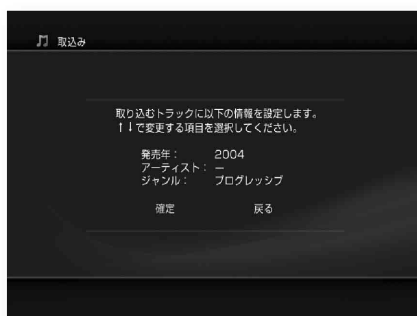 取込み
取り込むトラックに以下の情報を設定します。
↑↓で変更する項目を選択してください。
発売年： 2004
アーティスト： －
ジャンル： プログレッシブ
確定 戻る